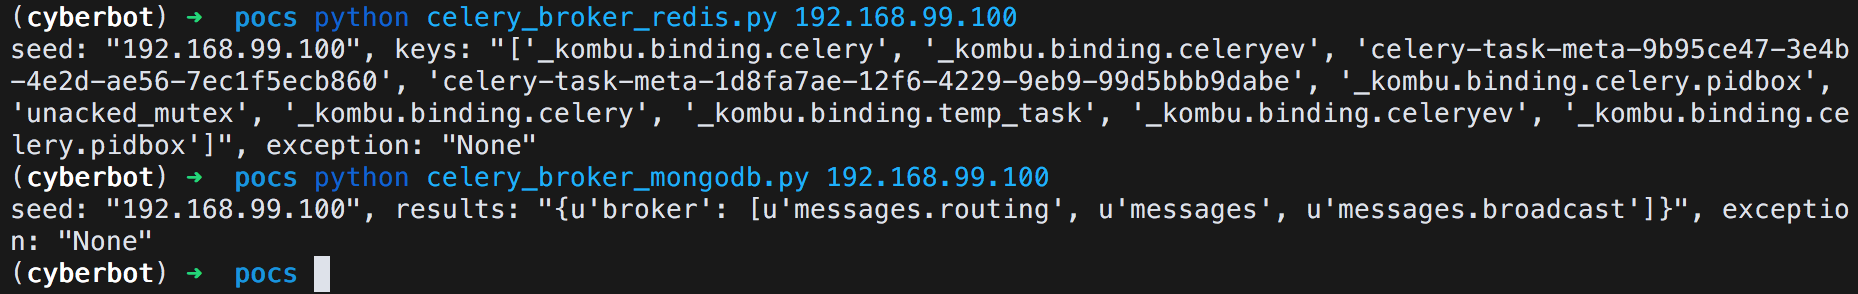 (cyberbot) ➜  pocs python celery_broker_redis.py 192.168.99.100
seed: "192.168.99.100", keys: "['_kombu.binding.celery', '_kombu.binding.celeryev', 'celery-task-meta-9b95ce47-3e4b
-4e2d-ae56-7ec1f5ecb860', 'celery-task-meta-1d8fa7ae-12f6-4229-9eb9-99d5bbb9dabe', '_kombu.binding.celery.pidbox',
'unacked_mutex', '_kombu.binding.celery', '_kombu.binding.temp_task', '_kombu.binding.celeryev', '_kombu.binding.ce
lery.pidbox']", exception: "None"
(cyberbot) ➜  pocs python celery_broker_mongodb.py 192.168.99.100
seed: "192.168.99.100", results: "{u'broker': [u'messages.routing', u'messages', u'messages.broadcast']}", exceptio
n: "None"
(cyberbot) ➜  pocs